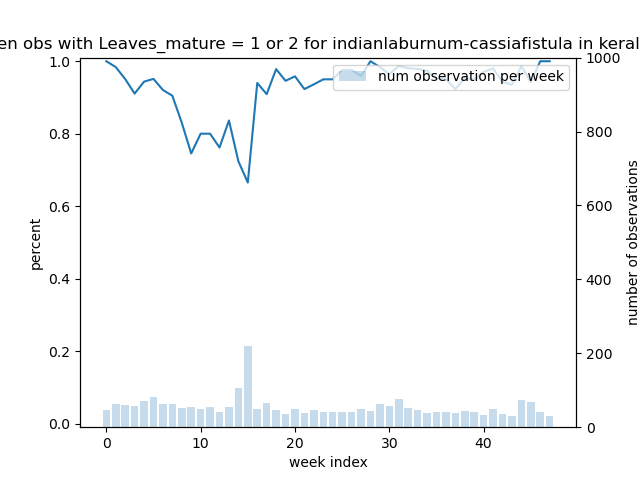 en obs with Leaves_mature = 1 or 2 for indianlaburnum-cassiafistula in keral
num observation per week
1.0
0.8
0.6
0.4
0.2
0.0
percent
1000
800
600
400
200
0
number of observations
0 10 20 30 40
week index